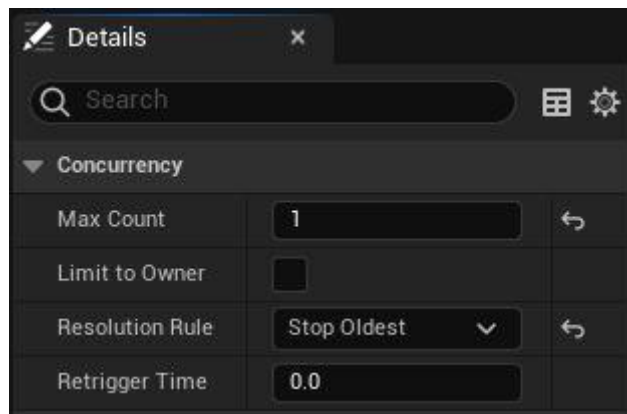 Details
Search
Concurrency
Max Count 1
Limit to Owner
Resolution Rule Stop Oldest
Retrigger Time 0.0